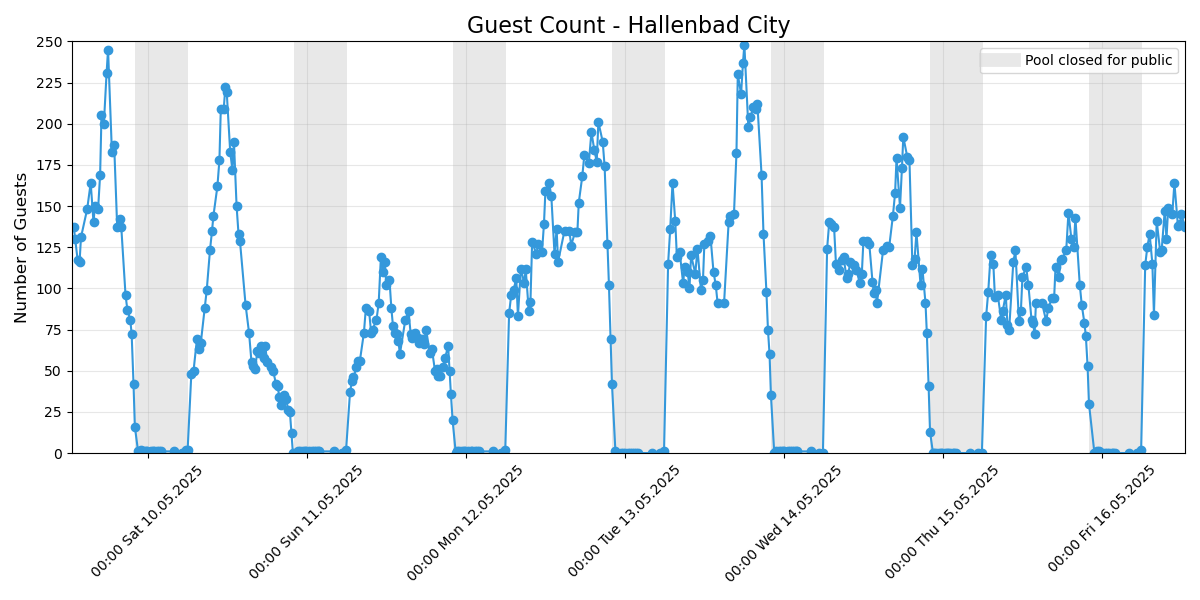 Guest Count - Hallenbad City
Pool closed for public
Number of Guests
250
225
200
175
150
125
100
75
50
25
0
00:00 Sat 10.05.2025
00:00 Sun 11.05.2025
00:00 Mon 12.05.2025
00:00 Tue 13.05.2025
00:00 Wed 14.05.2025
00:00 Thu 15.05.2025
00:00 Fri 16.05.2025